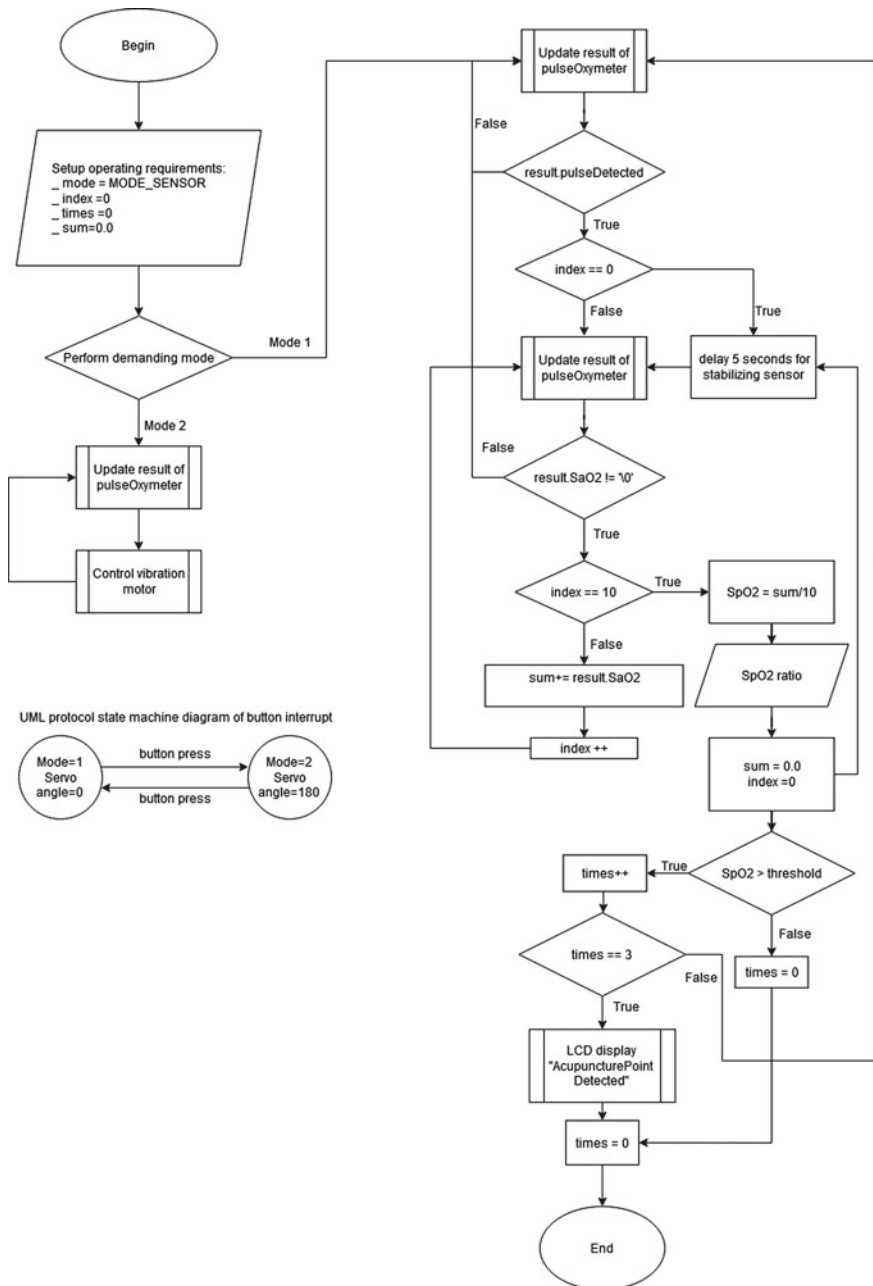 Begin
Setup operating requirements:
_ mode = MODE_SENSOR
_ index =0
_ times =0
_ sum=0.0
Perform demanding mode
Mode 1
Mode 2
Update result of
pulseOxymeter
Control vibration
motor
UML protocol state machine diagram of button interrupt
Mode=1
Servo
angle=0
button press
button press
Mode=2
Servo
angle=180
Update result of
pulseOxymeter
False
result.pulseDetected
True
index == 0
True
False
Update result of
pulseOxymeter
delay 5 seconds for
stabilizing sensor
False
result.SaO2 != '\0'
True
index == 10
True
SpO2 = sum/10
False
sum+= result.SaO2
SpO2 ratio
index ++
sum = 0.0
index =0
times++
True
SpO2 > threshold
False
times == 3
False
times = 0
True
LCD display
"AcupuncturePoint
Detected"
times = 0
End